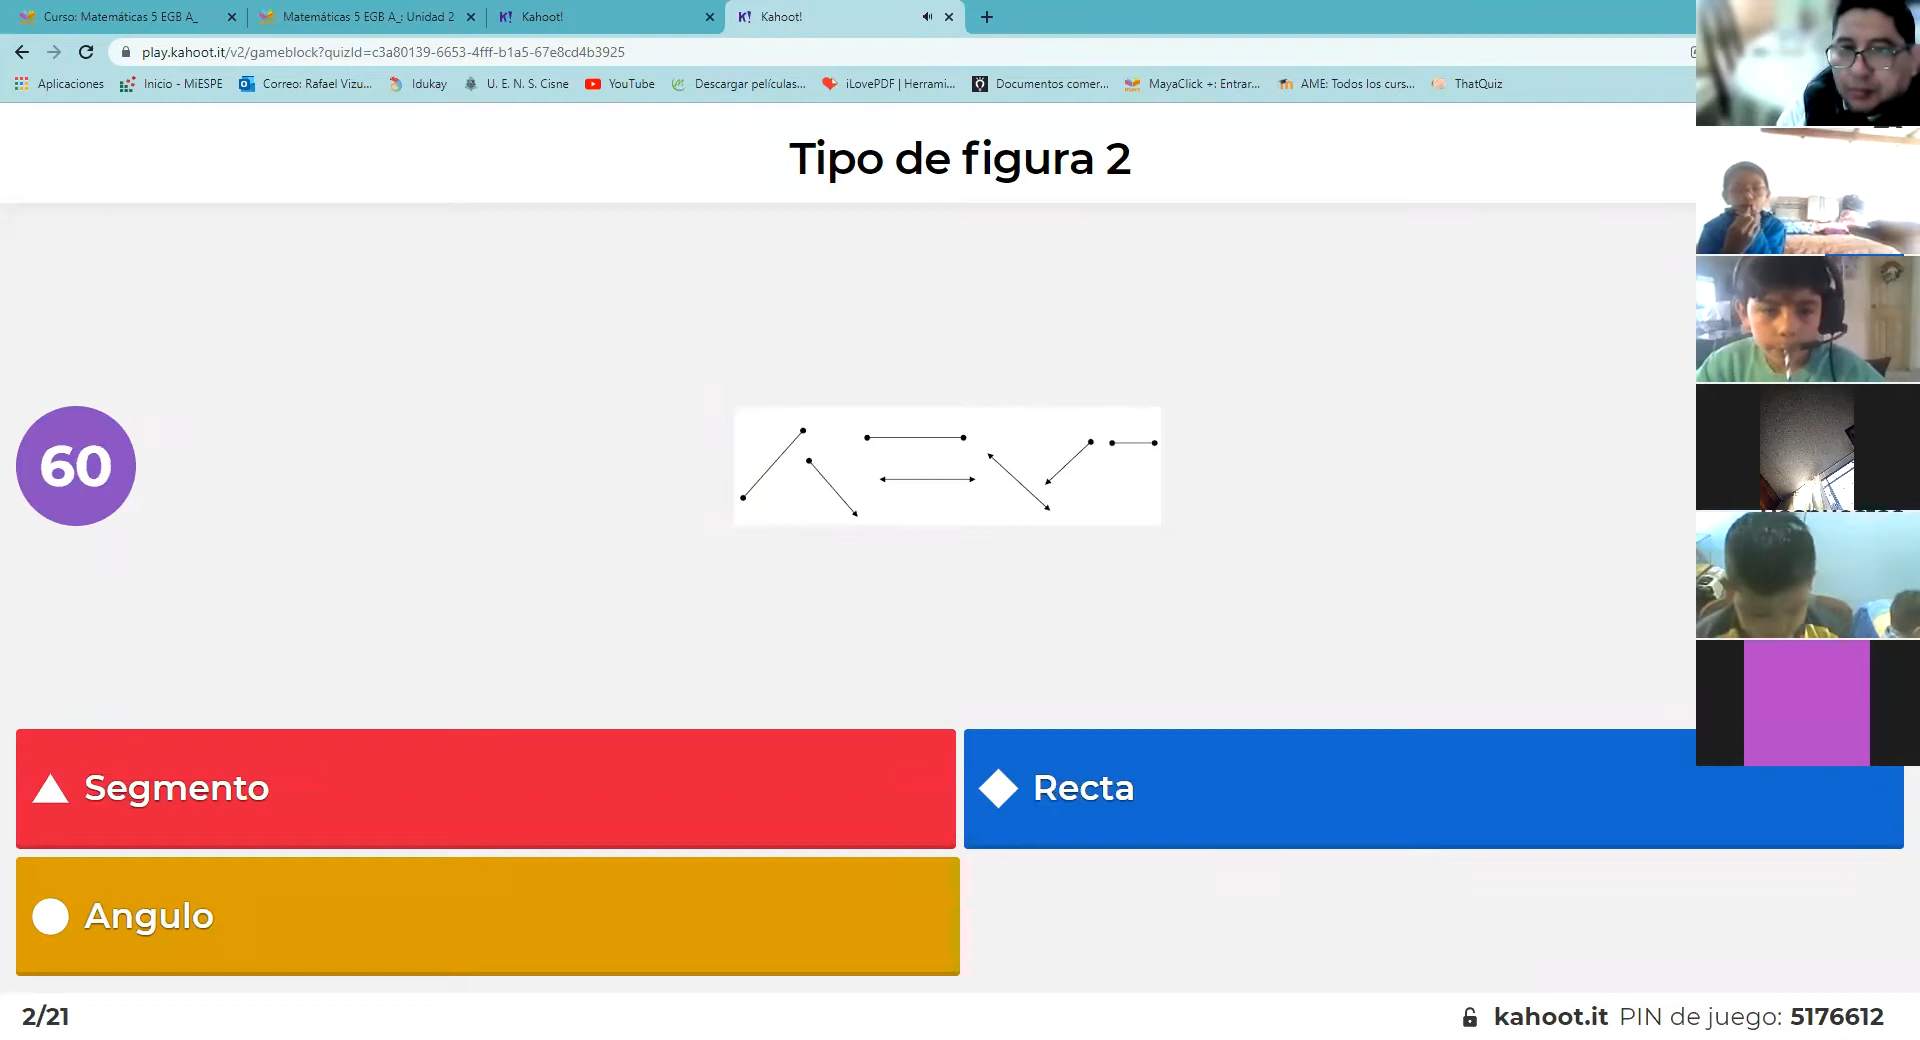 Curso: Matemáticas 5 EGB A_
Matemáticas 5 EGB A_: Unidad 2
K! Kahoot!
K! Kahoot!
play.kahoot.it/v2/gameblock?quizId=c3a80139-6653-4fff-b1a5-67e8cd4b3925
Aplicaciones
Inicio - MiESPE
Correo: Rafael Vizu...
Idukay
U. E. N. S. Cisne
YouTube
Descargar películas...
iLovePDF | Herrami...
Documentos comer...
MayaClick +: Entrar...
AME: Todos los curs...
ThatQuiz
Tipo de figura 2
60
Segmento
Recta
Angulo
2/21
kahoot.it PIN de juego: 5176612